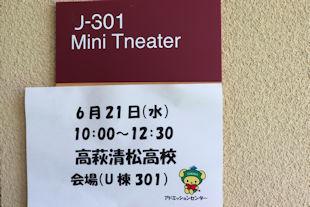 J-301
Mini Tneater
6月21日(水)
10:00～12:30
高萩清松高校
会場(U棟301)
アドミッションセンター